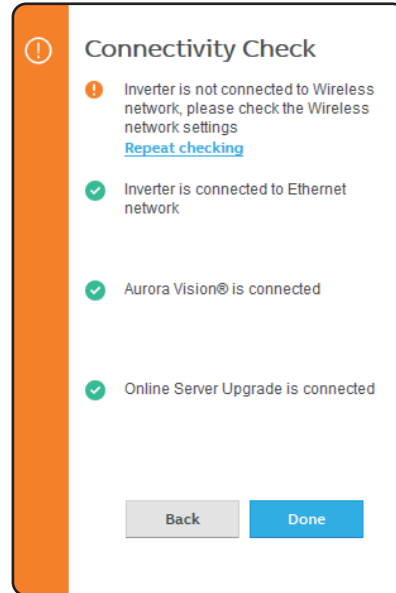 Connectivity Check
Inverter is not connected to Wireless
network, please check the Wireless
network settings
Repeat checking
Inverter is connected to Ethernet
network
Aurora Vision® is connected
Online Server Upgrade is connected
Back
Done